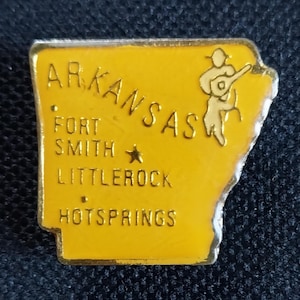 ARKANSAS
FORT
SMITH
LITTLEROCK
HOTSPRINGS